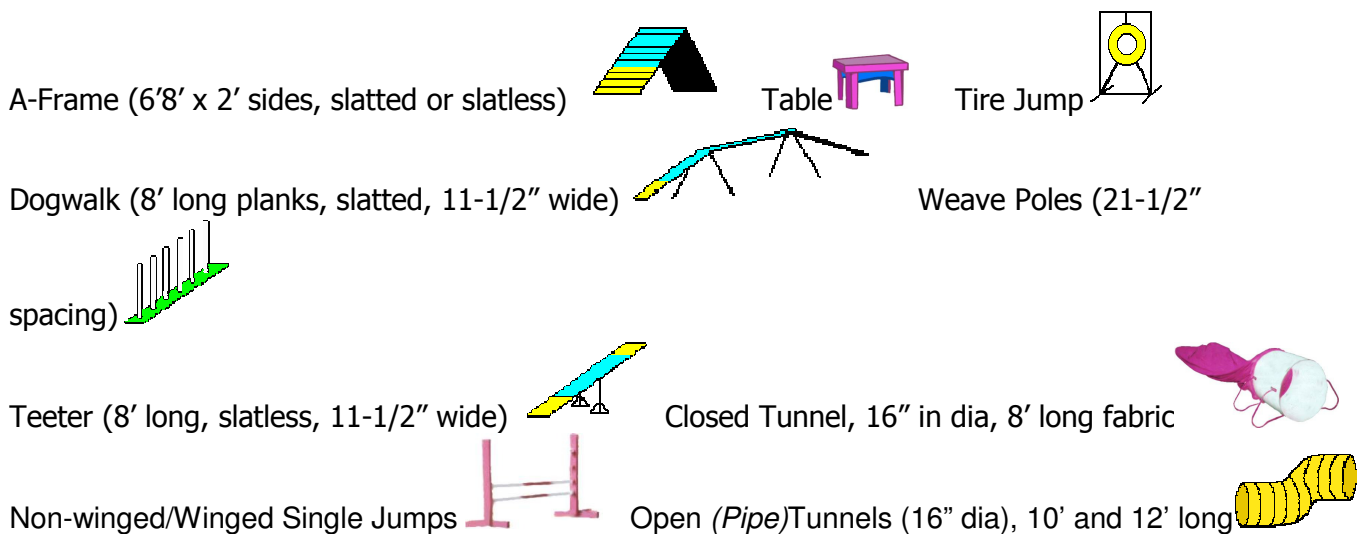 A-Frame (6’8’ x 2’ sides, slatted or slatless) Table Tire Jump
Dogwalk (8’ long planks, slatted, 11-1/2” wide) Weave Poles (21-1/2”
spacing)
Teeter (8’ long, slatless, 11-1/2” wide) Closed Tunnel, 16” in dia, 8’ long fabric
Non-winged/Winged Single Jumps Open (Pipe)Tunnels (16” dia), 10’ and 12’ long